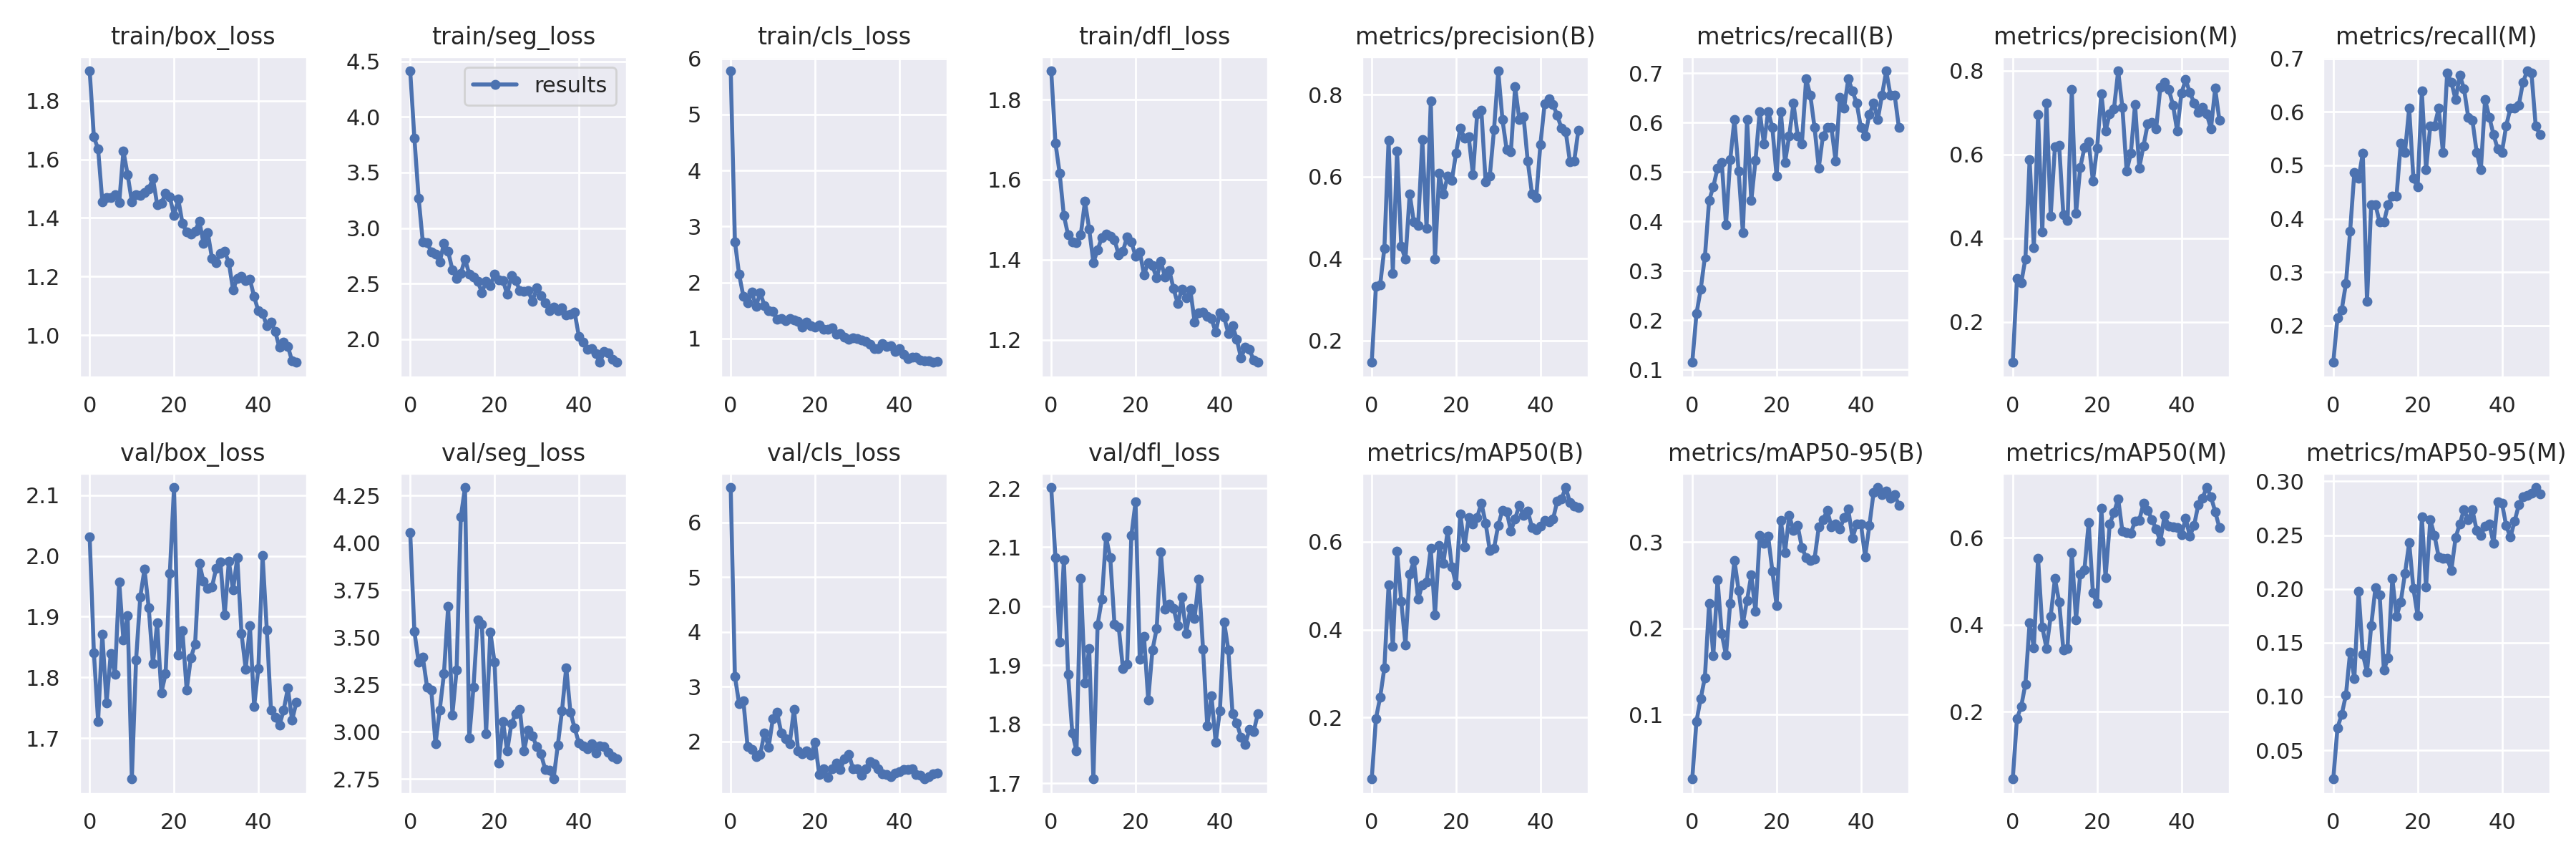 train/box_loss
1.8
1.6
1.4
1.2
1.0
0 20 40
train/seg_loss
results
4.5
4.0
3.5
3.0
2.5
2.0
0 20 40
train/cls_loss
6
5
4
3
2
1
0 20 40
train/dfl_loss
1.8
1.6
1.4
1.2
0 20 40
metrics/precision(B)
0.8
0.6
0.4
0.2
0 20 40
metrics/recall(B)
0.7
0.6
0.5
0.4
0.3
0.2
0.1
0 20 40
metrics/precision(M)
0.8
0.6
0.4
0.2
0 20 40
metrics/recall(M)
0.7
0.6
0.5
0.4
0.3
0.2
0 20 40
val/box_loss
2.1
2.0
1.9
1.8
1.7
0 20 40
val/seg_loss
4.25
4.00
3.75
3.50
3.25
3.00
2.75
0 20 40
val/cls_loss
6
5
4
3
2
0 20 40
val/dfl_loss
2.2
2.1
2.0
1.9
1.8
1.7
0 20 40
metrics/mAP50(B)
0.6
0.4
0.2
0 20 40
metrics/mAP50-95(B)
0.3
0.2
0.1
0 20 40
metrics/mAP50(M)
0.6
0.4
0.2
0 20 40
metrics/mAP50-95(M)
0.30
0.25
0.20
0.15
0.10
0.05
0 20 40